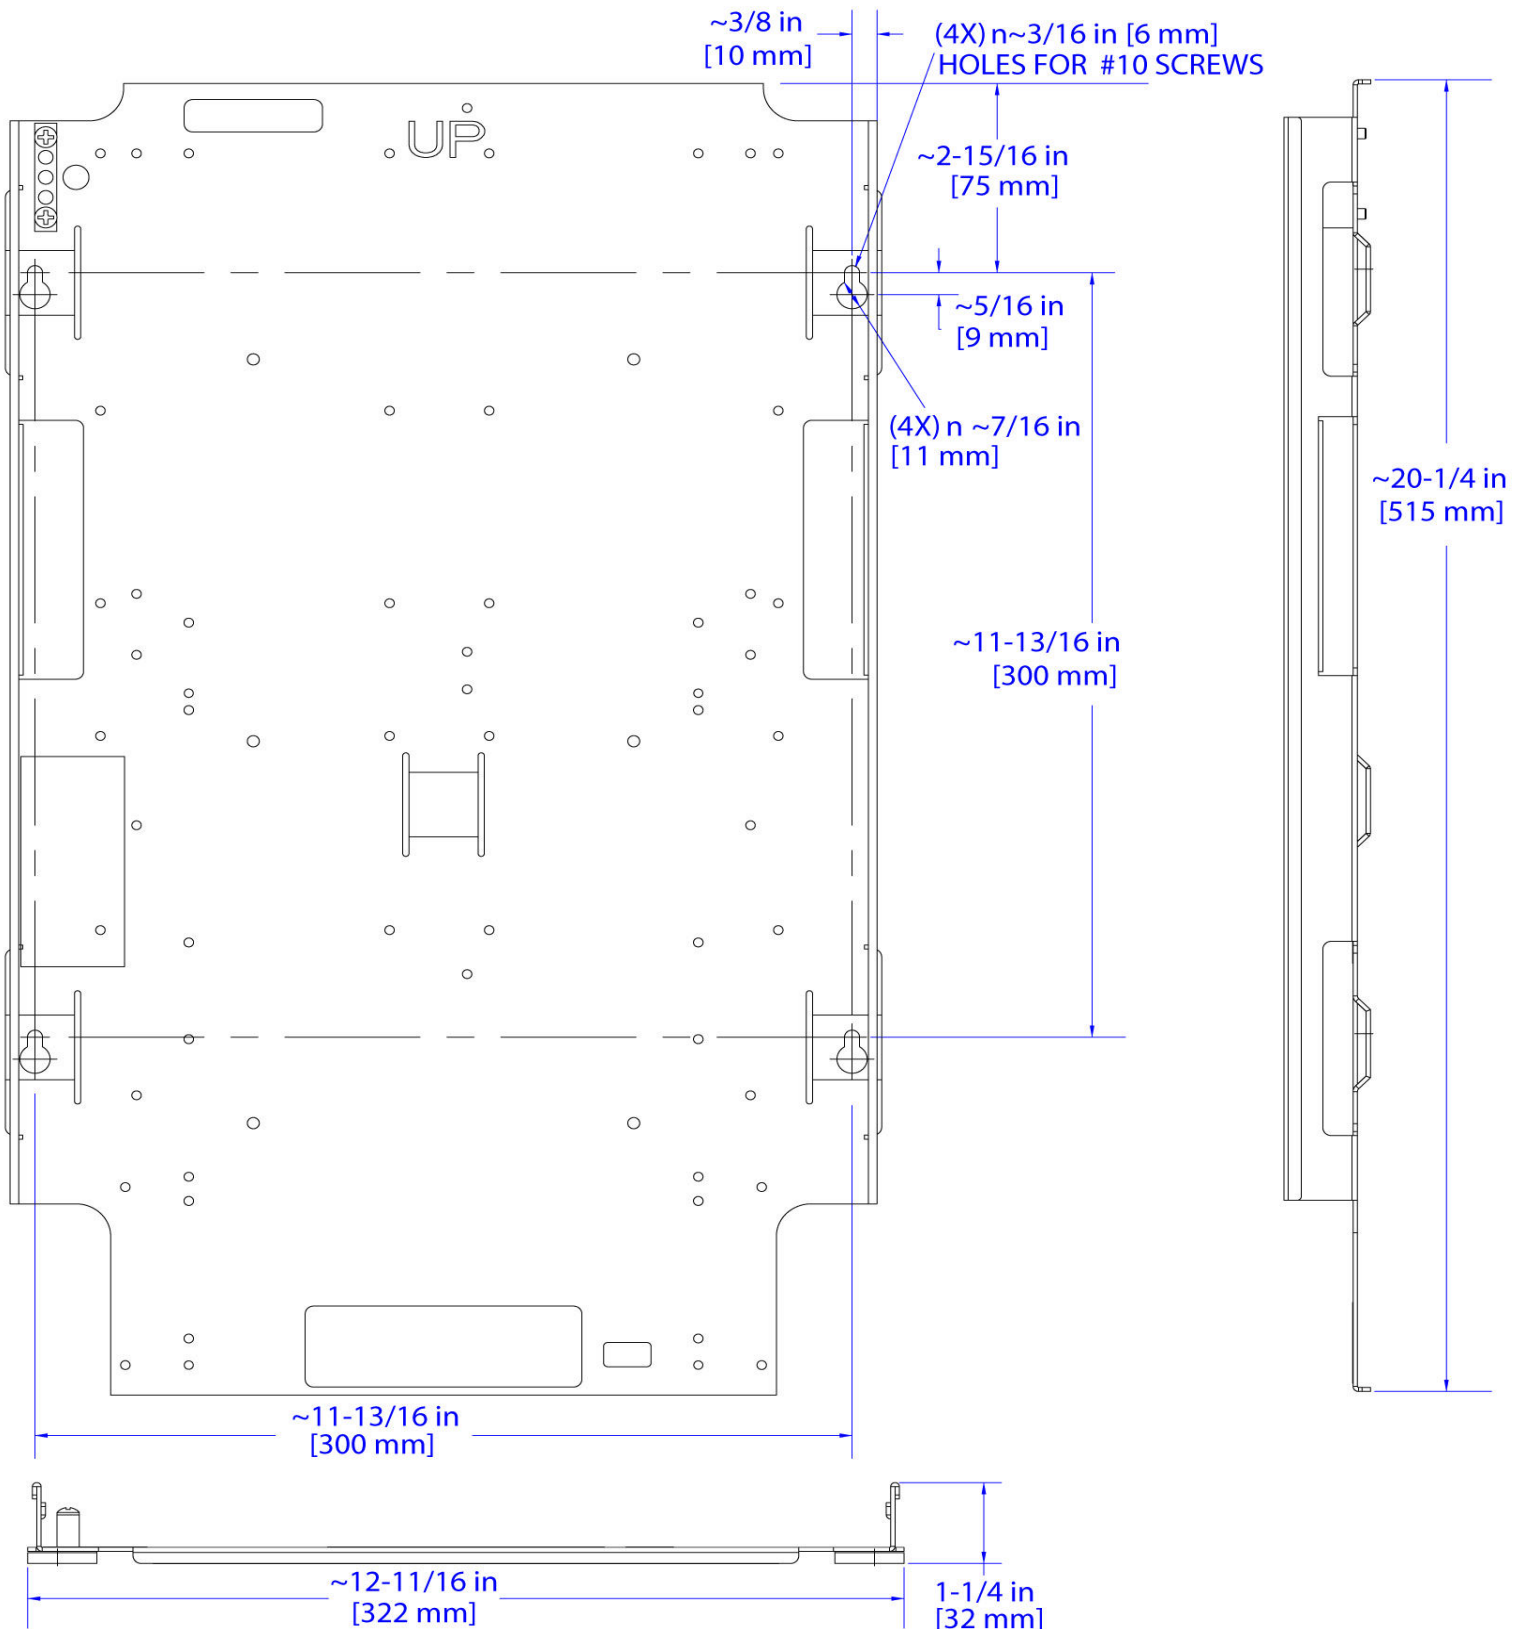 ~3/8 in
[10 mm]
(4X) n~3/16 in [6 mm]
HOLES FOR #10 SCREWS
UP
~2-15/16 in
[75 mm]
~5/16 in
[9 mm]
(4X) n ~7/16 in
[11 mm]
~20-1/4 in
[515 mm]
~11-13/16 in
[300 mm]
~11-13/16 in
[300 mm]
~12-11/16 in
[322 mm]
1-1/4 in
[32 mm]